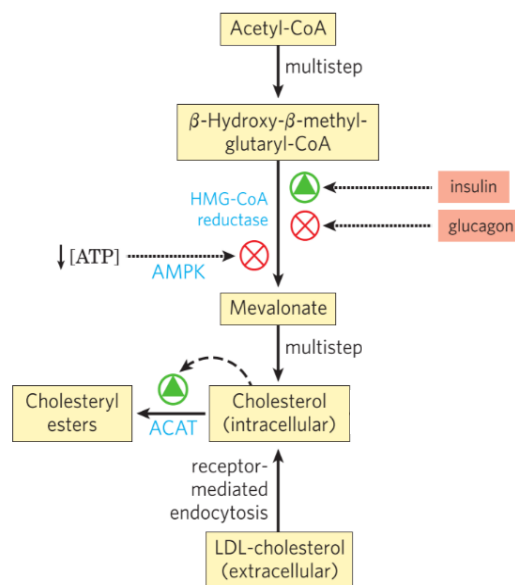 Acetyl-CoA
multistep
β-Hydroxy-β-methyl-
glutaryl-CoA
HMG-CoA
reductase
insulin
glucagon
↓[ATP]
AMPK
Mevalonate
multistep
Cholesteryl
esters
ACAT
Cholesterol
(intracellular)
receptor-
mediated
endocytosis
LDL-cholesterol
(extracellular)